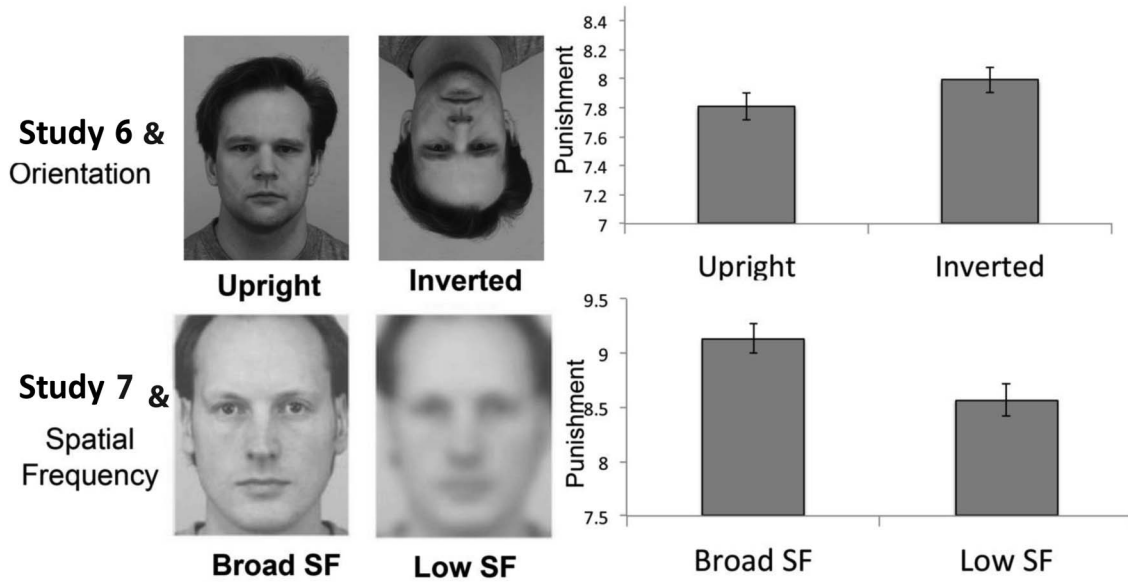 Study 6 &
Orientation
Upright
Inverted
Punishment
8.4
8.2
8
7.8
7.6
7.4
7.2
7
Upright
Inverted
Study 7 &
Spatial
Frequency
Broad SF
Low SF
Punishment
9.5
9
8.5
8
7.5
Broad SF
Low SF